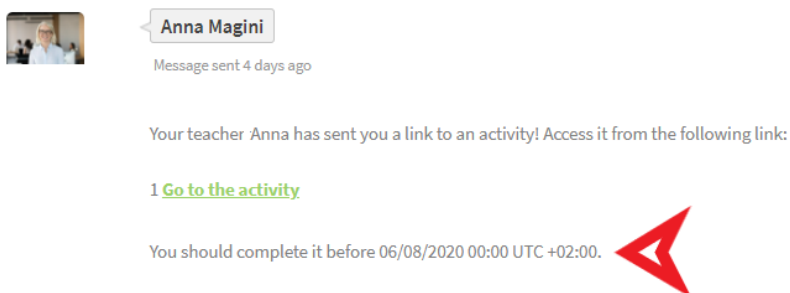 Anna Magini
Message sent 4 days ago
Your teacher Anna has sent you a link to an activity! Access it from the following link:
1 Go to the activity
You should complete it before 06/08/2020 00:00 UTC +02:00.